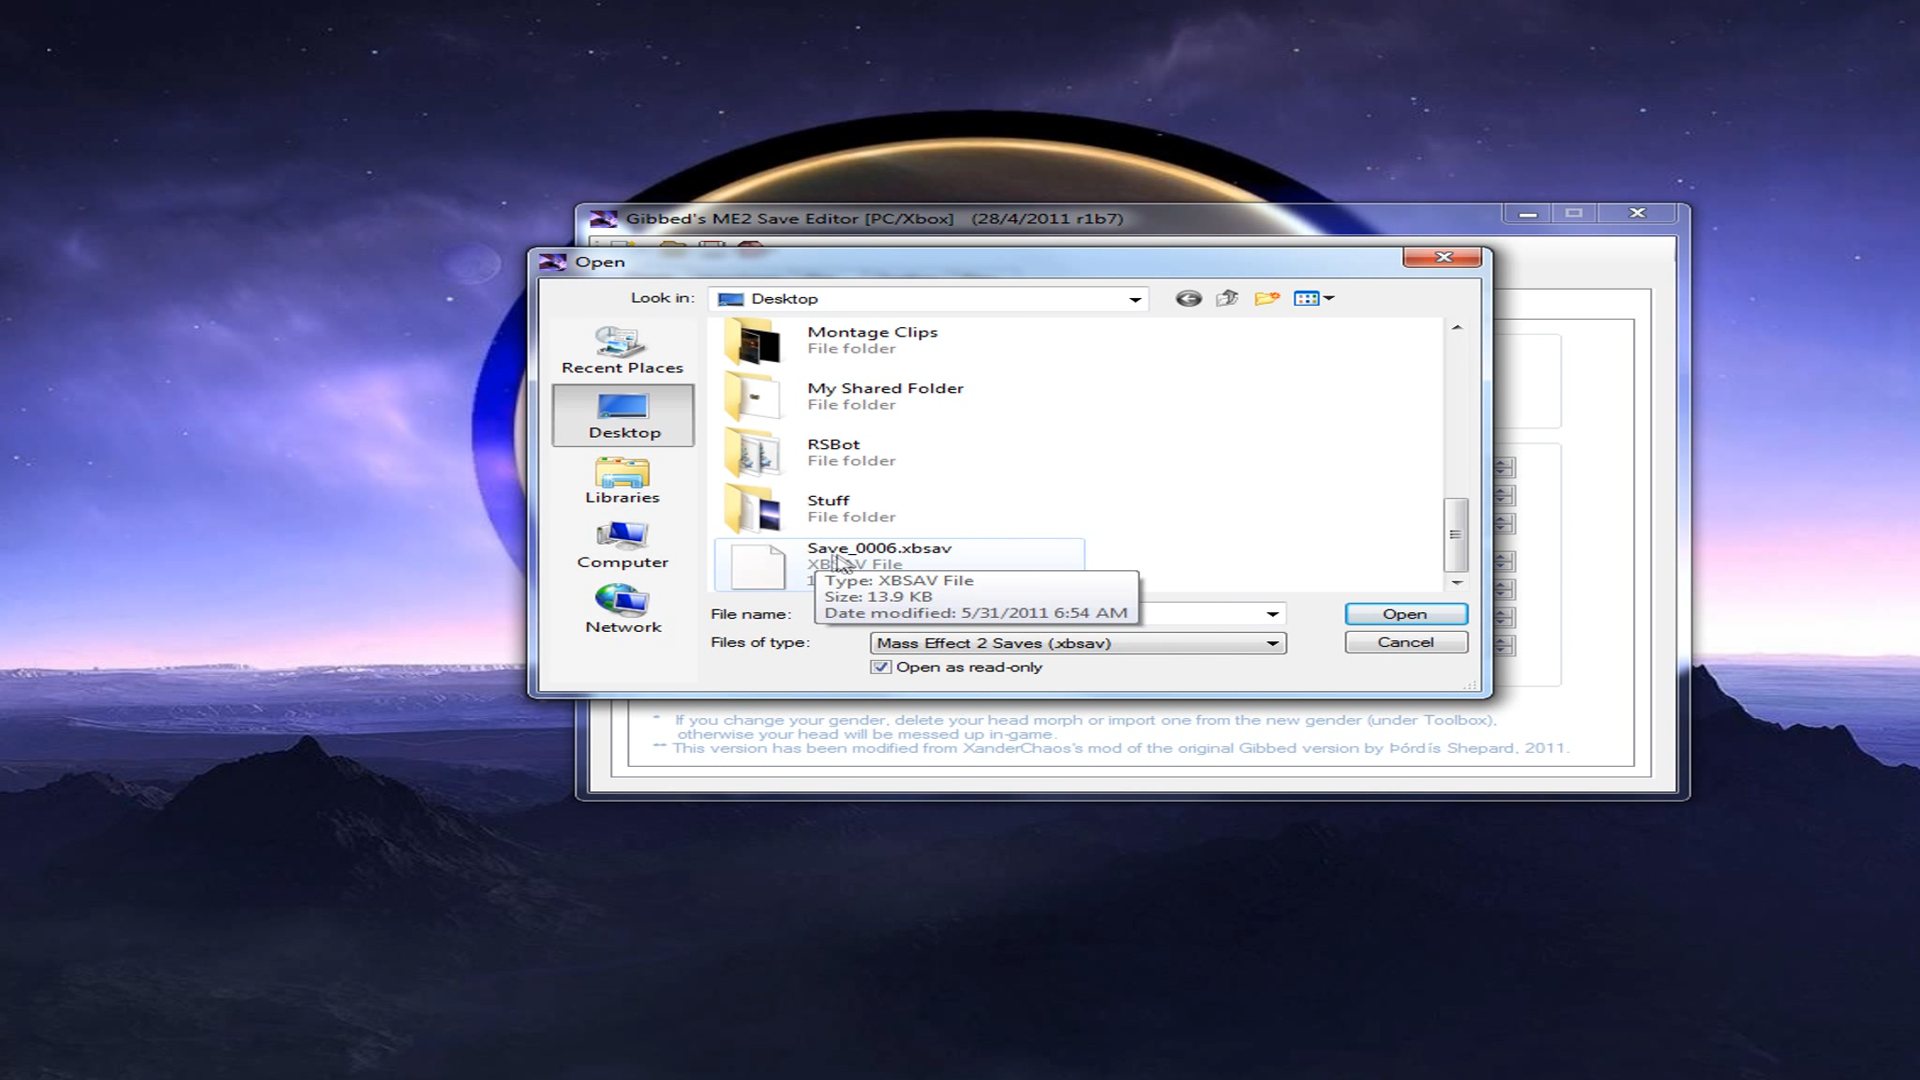 Gibbed's ME2 Save Editor [PC/Xbox] (28/4/2011 r1b7)
Open
Look in:
Desktop
Recent Places
Desktop
Libraries
Computer
Network
Montage Clips
File folder
My Shared Folder
File folder
RSBot
File folder
Stuff
File folder
Save_0006.xbsav
XBSAV File
Type: XBSAV File
Size: 13.9 KB
Date modified: 5/31/2011 6:54 AM
File name:
Open
Files of type:
Mass Effect 2 Saves (.xbsav)
Cancel
Open as read-only
* If you change your gender, delete your head morph or import one from the new gender (under Toolbox),
otherwise your head will be messed up in-game.
** This version has been modified from XanderChaos's mod of the original Gibbed version by Þórdís Shepard, 2011.